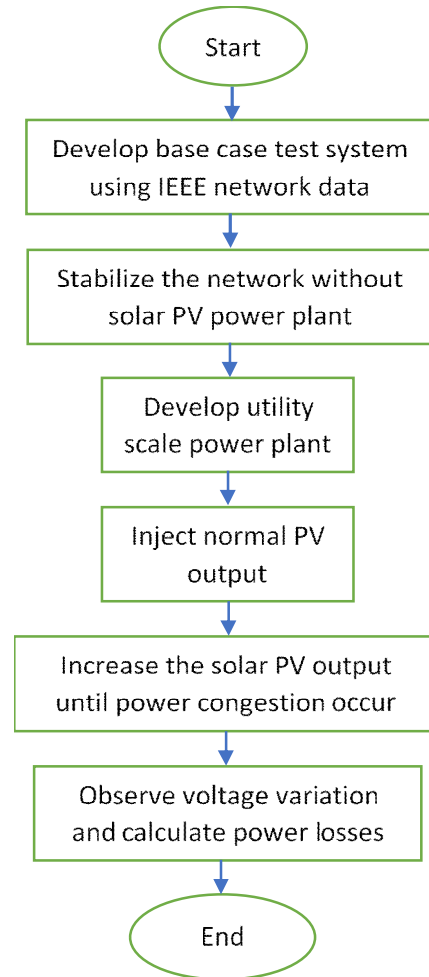 Start
Develop base case test system
using IEEE network data
Stabilize the network without
solar PV power plant
Develop utility
scale power plant
Inject normal PV
output
Increase the solar PV output
until power congestion occur
Observe voltage variation
and calculate power losses
End